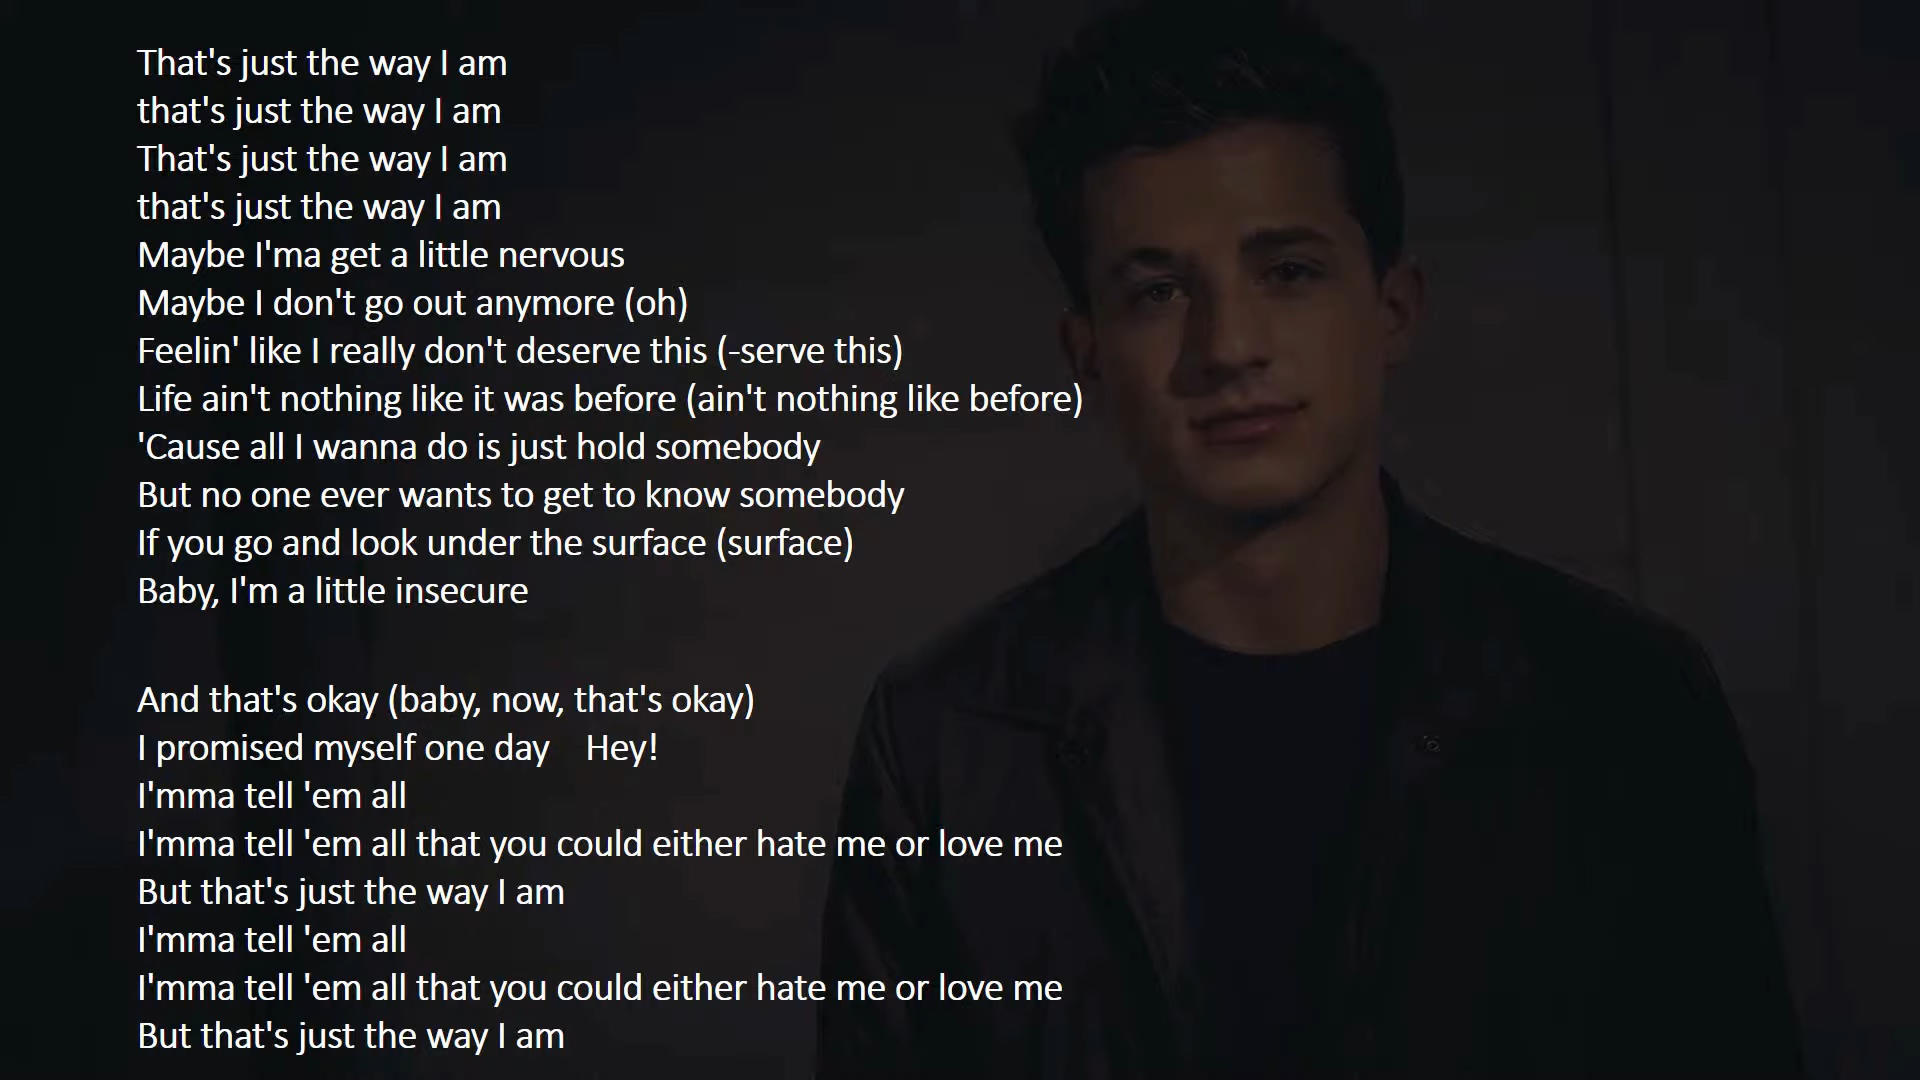 That's just the way I am
that's just the way I am
That's just the way I am
that's just the way I am
Maybe I'ma get a little nervous
Maybe I don't go out anymore (oh)
Feelin' like I really don't deserve this (-serve this)
Life ain't nothing like it was before (ain't nothing like before)
'Cause all I wanna do is just hold somebody
But no one ever wants to get to know somebody
If you go and look under the surface (surface)
Baby, I'm a little insecure

And that's okay (baby, now, that's okay)
I promised myself one day    Hey!
I'mma tell 'em all
I'mma tell 'em all that you could either hate me or love me
But that's just the way I am
I'mma tell 'em all
I'mma tell 'em all that you could either hate me or love me
But that's just the way I am